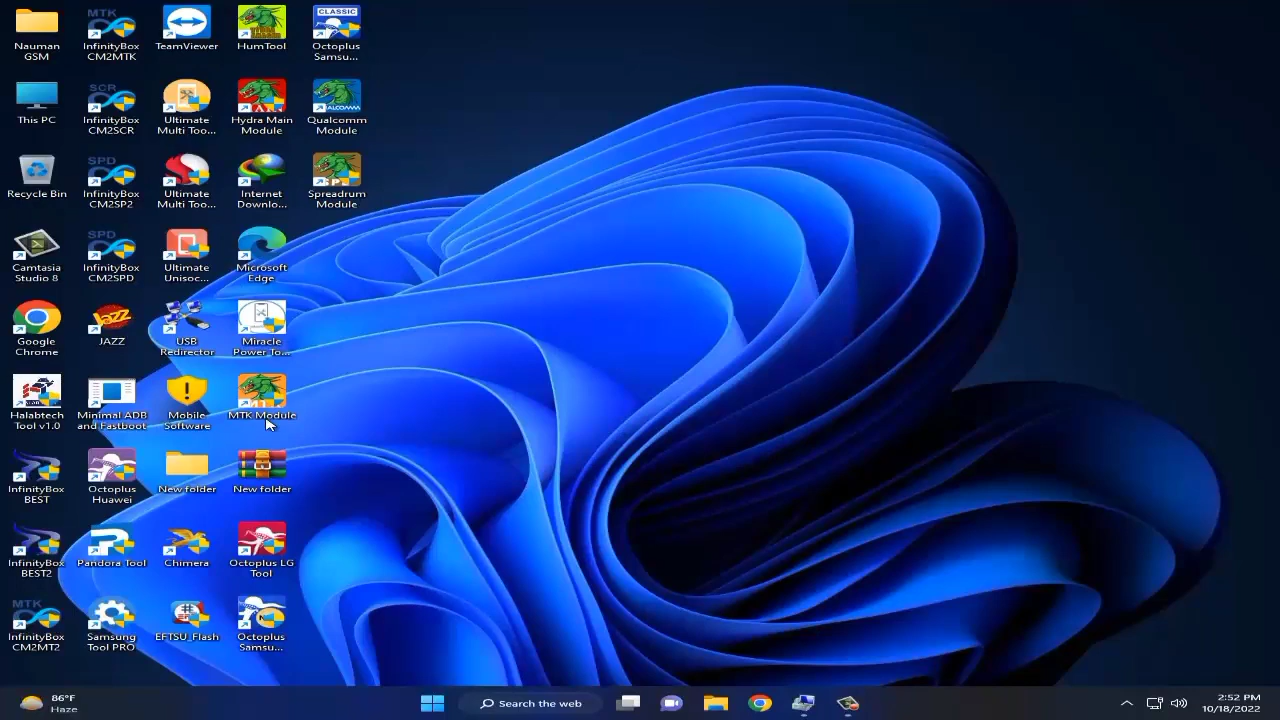 Nauman
GSM
MTK
InfinityBox
CM2MTK
TeamViewer
HumTool
CLASSIC
Octoplus
Samsu...
This PC
SCR
InfinityBox
CM2SCR
Ultimate
Multi Too...
Hydra Main
Module
QUALCOMM
Qualcomm
Module
Recycle Bin
SPD
InfinityBox
CM2SP2
Ultimate
Multi Too...
Internet
Downlo...
Spreadrum
Module
Camtasia
Studio 8
SPD
InfinityBox
CM2SPD
Ultimate
Unisoc...
Microsoft
Edge
Google
Chrome
Jazz
JAZZ
USB
Redirector
Miracle
Power To...
Halabtech
Tool v1.0
Minimal ADB
and Fastboot
Mobile
Software
MTK Module
InfinityBox
BEST
Octoplus
Huawei
New folder
New folder
InfinityBox
BEST2
Pandora Tool
Chimera
Octoplus LG
Tool
MTK
InfinityBox
CM2MT2
Samsung
Tool PRO
EFTSU_Flash
Octoplus
Samsu...
86°F
Haze
Search the web
2:52 PM
10/18/2022